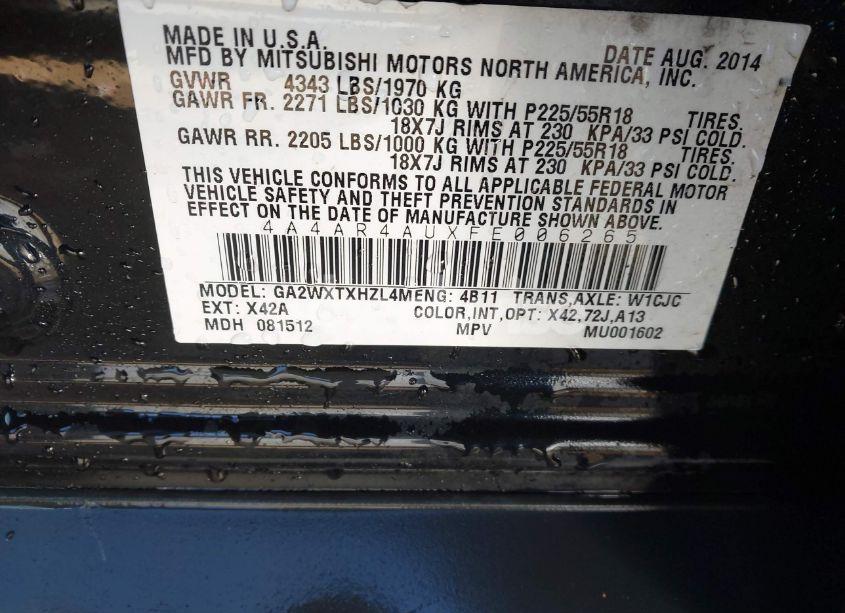 MADE IN U.S.A. DATE AUG. 2014
MFD BY MITSUBISHI MOTORS NORTH AMERICA, INC.
GVWR 4343 LBS/1970 KG
GAWR FR. 2271 LBS/1030 KG WITH P225/55R18 TIRES.
18X7J RIMS AT 230 KPA/33 PSI COLD.
GAWR RR. 2205 LBS/1000 KG WITH P225/55R18 TIRES.
18X7J RIMS AT 230 KPA/33 PSI COLD.
THIS VEHICLE CONFORMS TO ALL APPLICABLE FEDERAL MOTOR
VEHICLE SAFETY AND THEFT PREVENTION STANDARDS IN
EFFECT ON THE DATE OF MANUFACTURE SHOWN ABOVE.
4A4AR4AUXFE006265
MODEL: GA2WXTXHZL4MENG: 4B11 TRANS,AXLE: W1CJC
EXT: X42A COLOR,INT,OPT: X42,72J,A13
MDH 081512 MPV MU001602